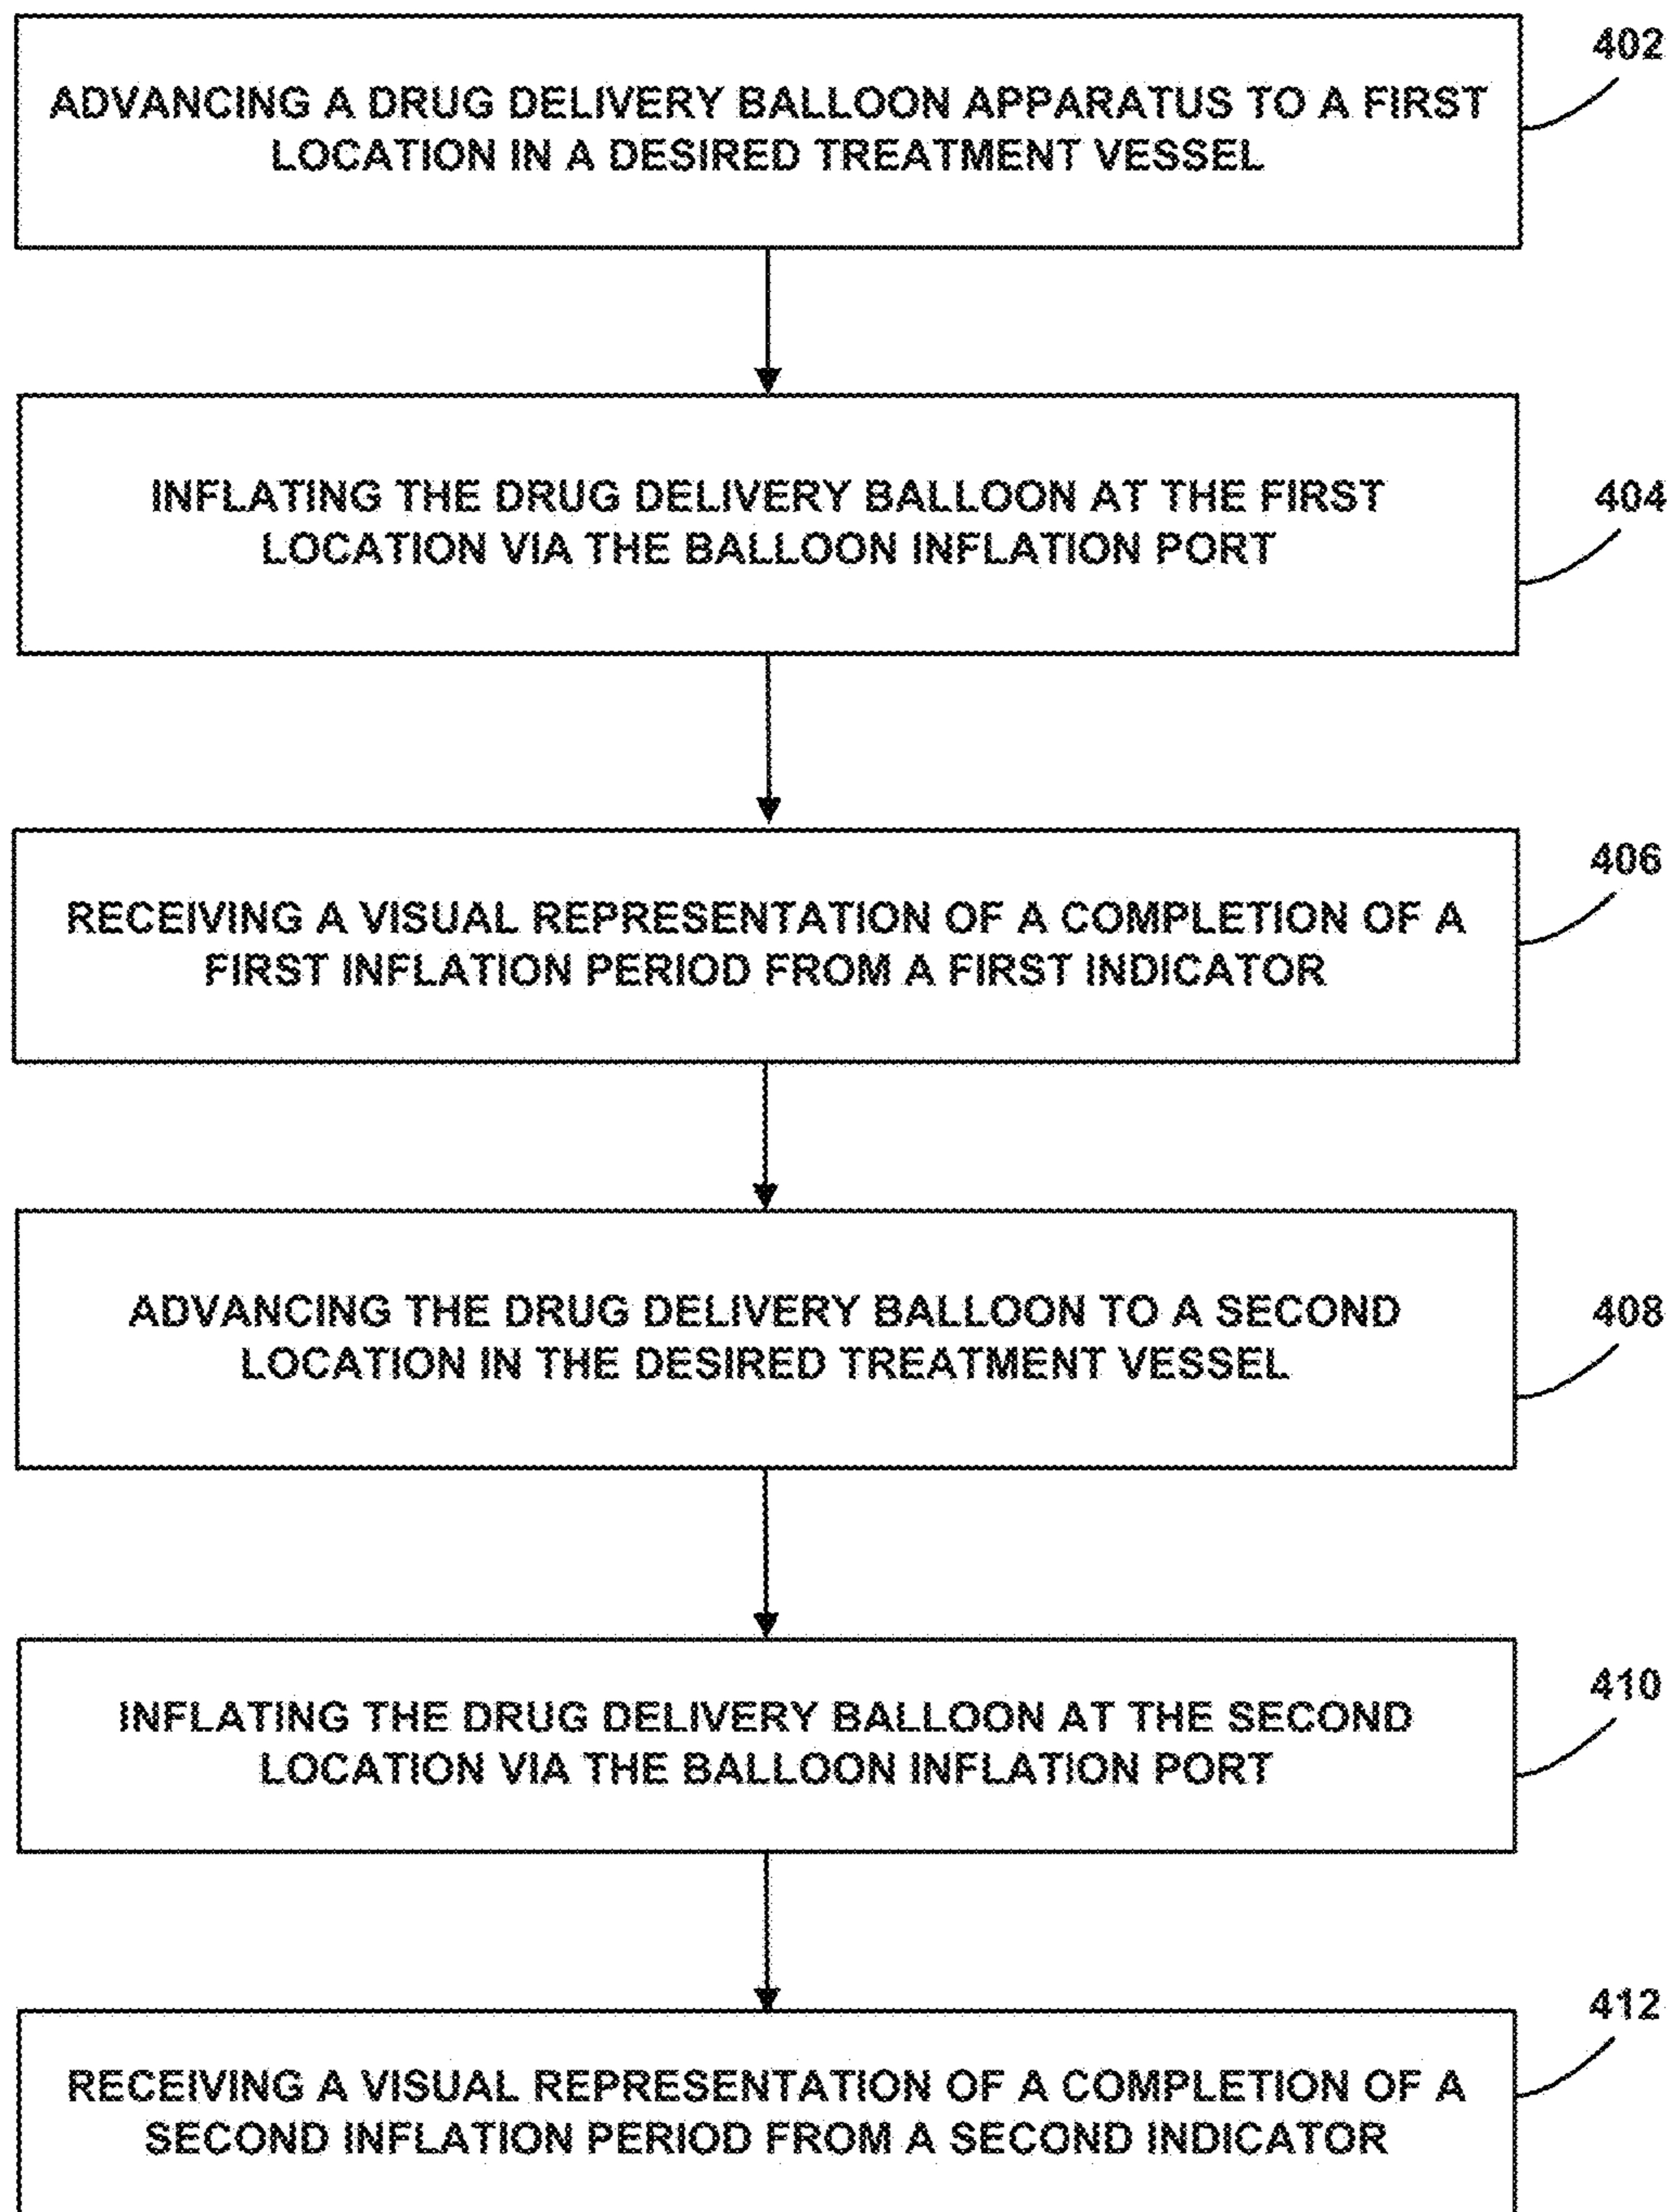 402
ADVANCING A DRUG DELIVERY BALLOON APPARATUS TO A FIRST
LOCATION IN A DESIRED TREATMENT VESSEL
404
INFLATING THE DRUG DELIVERY BALLOON AT THE FIRST
LOCATION VIA THE BALLOON INFLATION PORT
406
RECEIVING A VISUAL REPRESENTATION OF A COMPLETION OF A
FIRST INFLATION PERIOD FROM A FIRST INDICATOR
408
ADVANCING THE DRUG DELIVERY BALLOON TO A SECOND
LOCATION IN THE DESIRED TREATMENT VESSEL
410
INFLATING THE DRUG DELIVERY BALLOON AT THE SECOND
LOCATION VIA THE BALLOON INFLATION PORT
412
RECEIVING A VISUAL REPRESENTATION OF A COMPLETION OF A
SECOND INFLATION PERIOD FROM A SECOND INDICATOR